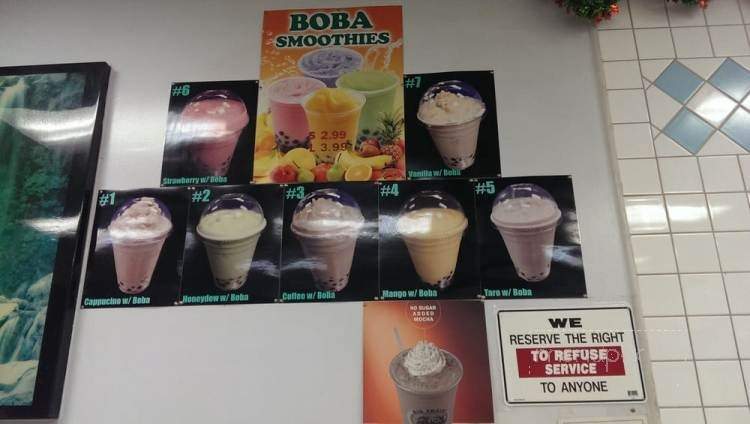 BOBA
SMOOTHIES
S 2.99
L 3.99
#6
Strawberry w/ Boba
#7
Vanilla w/ Boba
#1
Cappucino w/ Boba
#2
Honeydew w/ Boba
#3
Coffee w/ Boba
#4
Mango w/ Boba
#5
Taro w/ Boba
NO SUGAR
ADDED
MOCHA
WE
RESERVE THE RIGHT
TO REFUSE
SERVICE
TO ANYONE